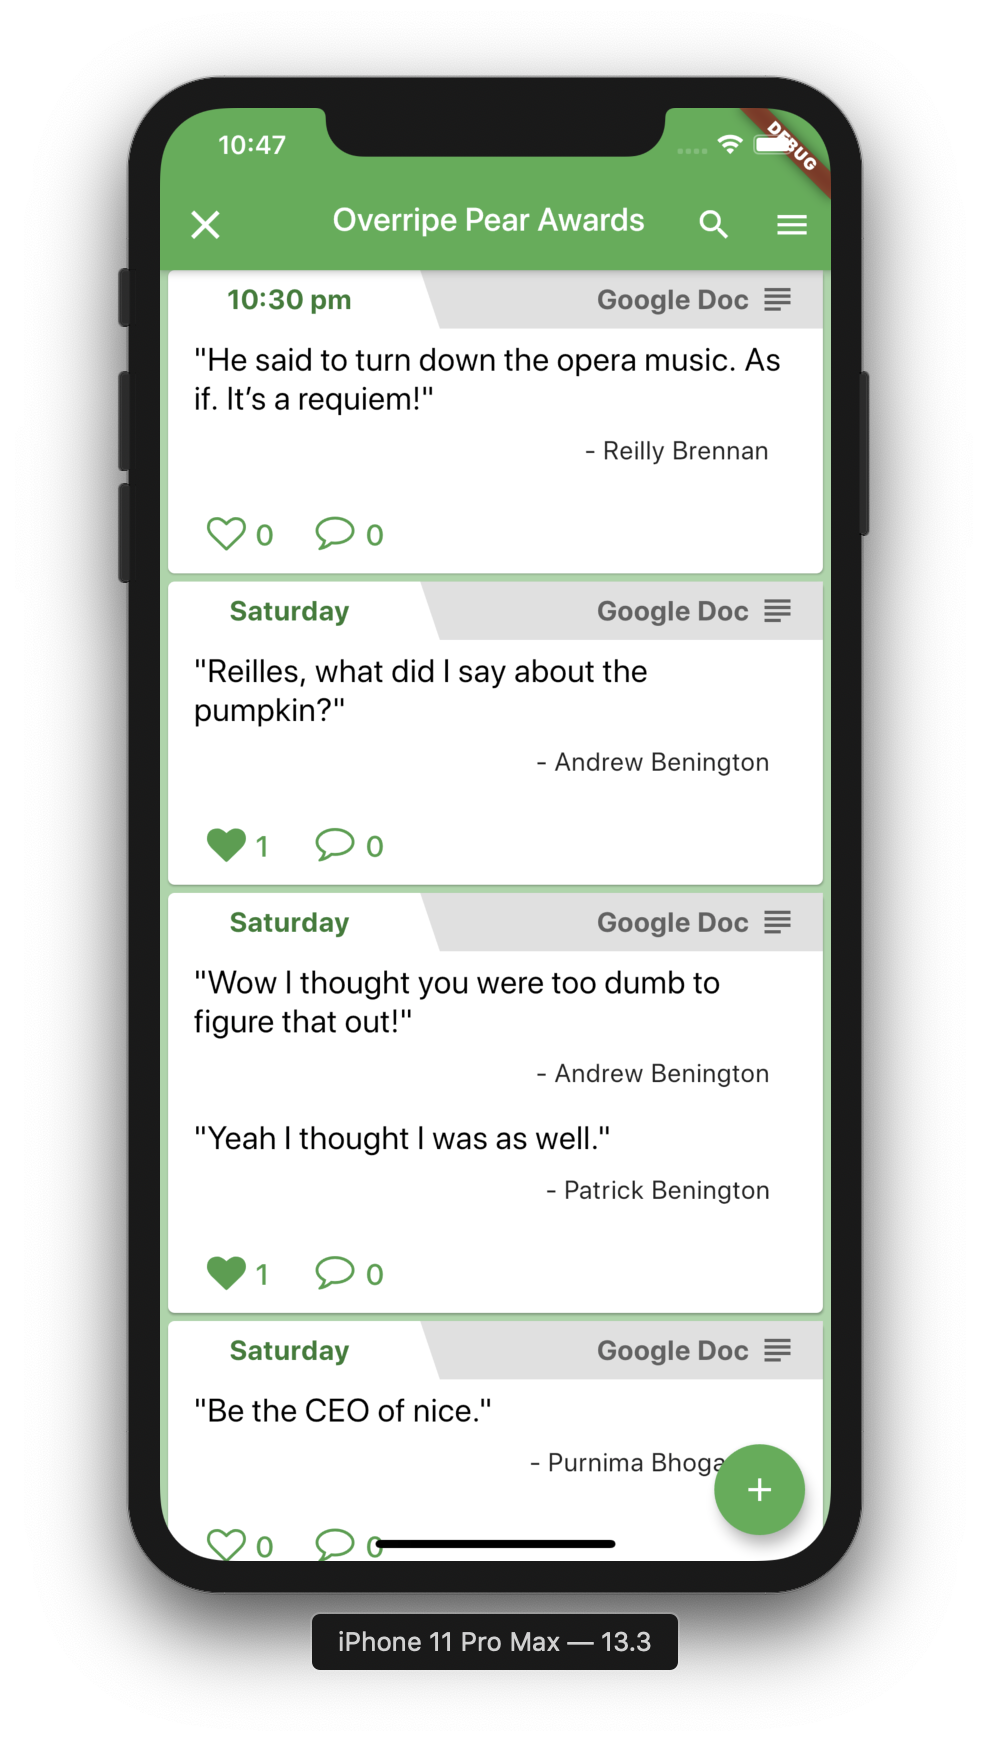 10:47
DEBUG
Overripe Pear Awards
10:30 pm
Google Doc
"He said to turn down the opera music. As
if. It’s a requiem!"
- Reilly Brennan
0
0
Saturday
Google Doc
"Reilles, what did I say about the
pumpkin?"
- Andrew Benington
1
0
Saturday
Google Doc
"Wow I thought you were too dumb to
figure that out!"
- Andrew Benington
"Yeah I thought I was as well."
- Patrick Benington
1
0
Saturday
Google Doc
"Be the CEO of nice."
- Purnima
0
0
iPhone 11 Pro Max — 13.3